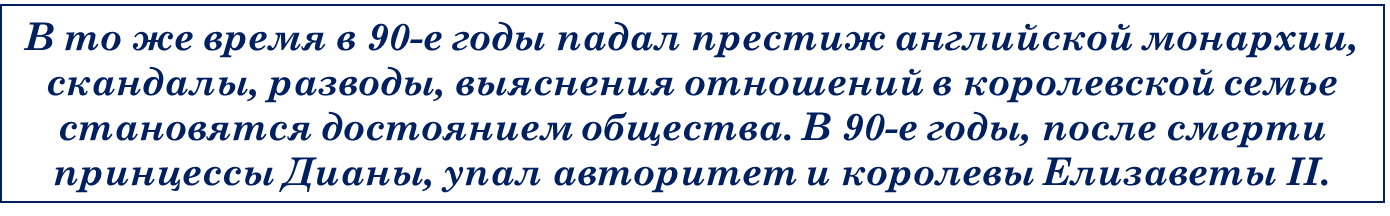 В то же время в 90-е годы падал престиж английской монархии,
скандалы, разводы, выяснения отношений в королевской семье
становятся достоянием общества. В 90-е годы, после смерти
принцессы Дианы, упал авторитет и королевы Елизаветы II.